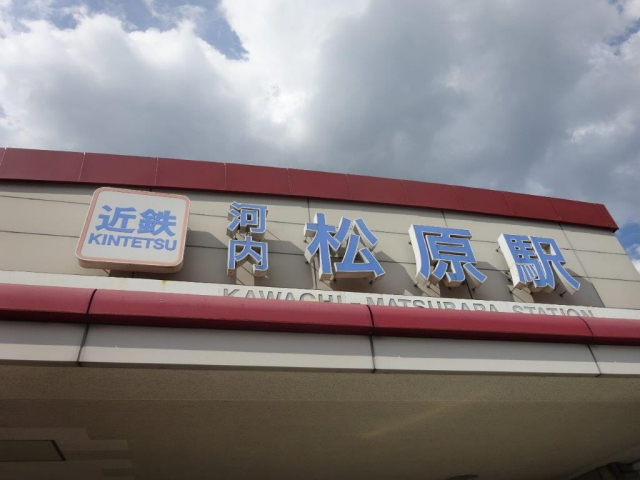 近鉄
KINTETSU
河内
松原駅
KAWACHI-MATSUBARA STATION